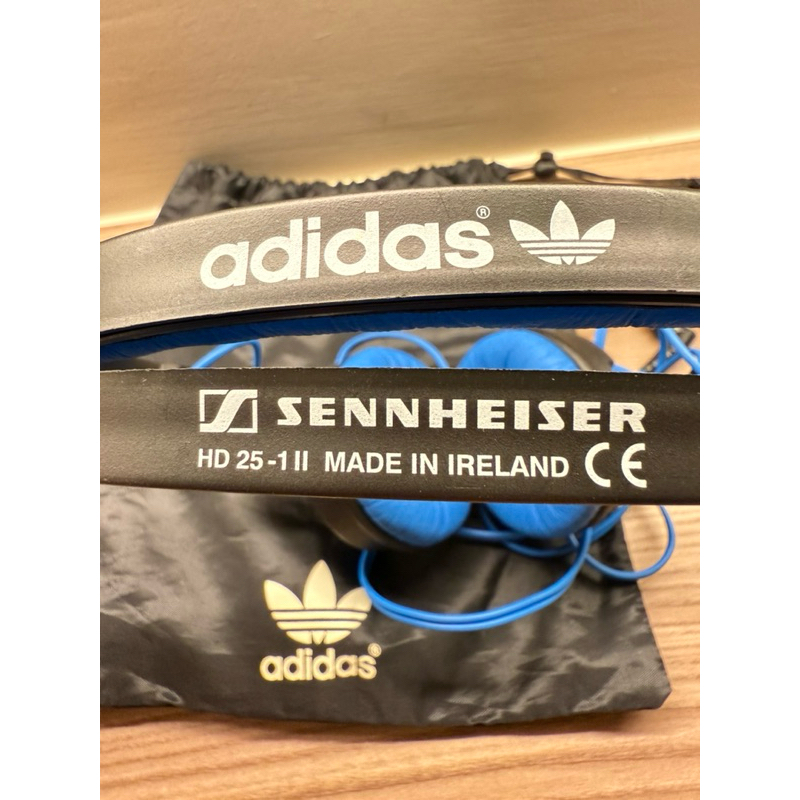 adidas®
SENNHEISER
HD 25-1 II MADE IN IRELAND CE
adidas®